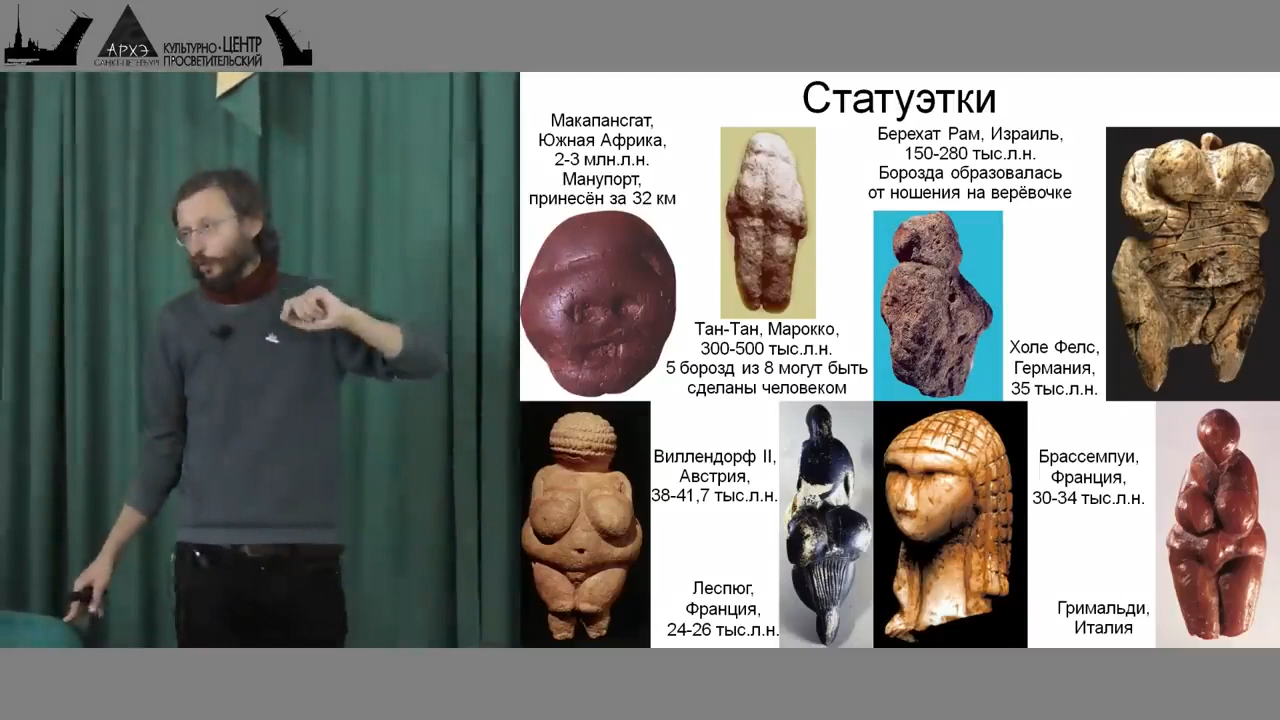 АРХЭ
САНКТ-ПЕТЕРБУРГ
КУЛЬТУРНО-ЦЕНТР
ПРОСВЕТИТЕЛЬСКИЙ
Статуэтки
Макапансгат,
Южная Африка,
2-3 млн.л.н.
Манупорт,
принесён за 32 км
Тан-Тан, Марокко,
300-500 тыс.л.н.
5 борозд из 8 могут быть
сделаны человеком
Берехат Рам, Израиль,
150-280 тыс.л.н.
Борозда образовалась
от ношения на верёвочке
Холе Фелс,
Германия,
35 тыс.л.н.
Виллендорф II,
Австрия,
38-41,7 тыс.л.н.
Леспюг,
Франция,
24-26 тыс.л.н.
Брассемпуи,
Франция,
30-34 тыс.л.н.
Гримальди,
Италия